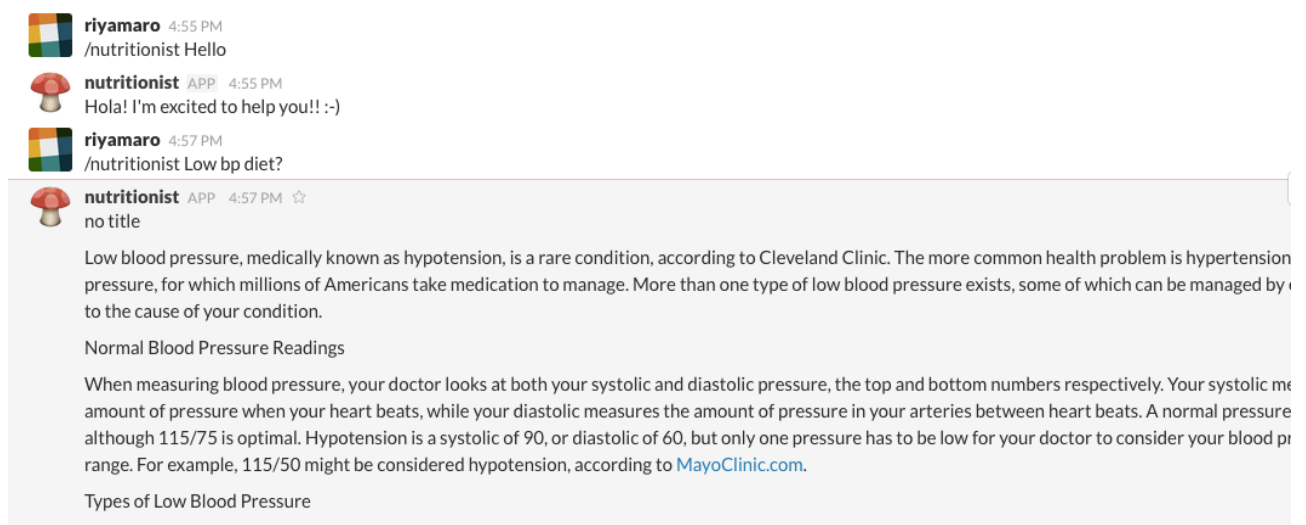 riyamaro 4:55 PM
/nutritionist Hello
nutritionist APP 4:55 PM
Hola! I'm excited to help you!! :-)
riyamaro 4:57 PM
/nutritionist Low bp diet?
nutritionist APP 4:57 PM
no title
Low blood pressure, medically known as hypotension, is a rare condition, according to Cleveland Clinic. The more common health problem is hypertension
pressure, for which millions of Americans take medication to manage. More than one type of low blood pressure exists, some of which can be managed by
to the cause of your condition.
Normal Blood Pressure Readings
When measuring blood pressure, your doctor looks at both your systolic and diastolic pressure, the top and bottom numbers respectively. Your systolic
amount of pressure when your heart beats, while your diastolic measures the amount of pressure in your arteries between heart beats. A normal pressure
although 115/75 is optimal. Hypotension is a systolic of 90, or diastolic of 60, but only one pressure has to be low for your doctor to consider your blood
range. For example, 115/50 might be considered hypotension, according to MayoClinic.com.
Types of Low Blood Pressure